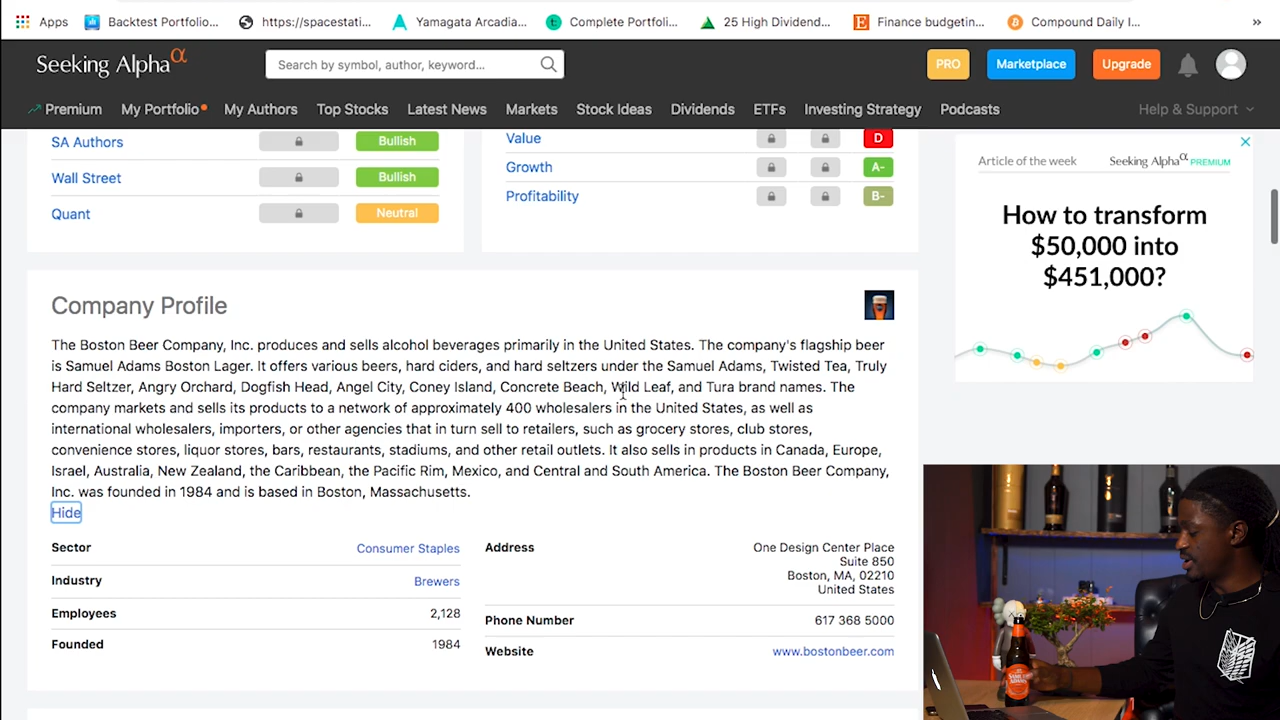 Apps
Backtest Portfolio...
https://spacestati...
Yamagata Arcadia...
Complete Portfolio...
25 High Dividend...
Finance budgetin...
Compound Daily I...
»
Seeking Alpha α
Search by symbol, author, keyword...
PRO
Marketplace
Upgrade
Premium
My Portfolio
My Authors
Top Stocks
Latest News
Markets
Stock Ideas
Dividends
ETFs
Investing Strategy
Podcasts
Help & Support
SA Authors
Bullish
Wall Street
Bullish
Quant
Neutral
Value
D
Growth
A-
Profitability
B-
Article of the week
Seeking Alpha α PREMIUM
How to transform
$50,000 into
$451,000?
Company Profile
The Boston Beer Company, Inc. produces and sells alcohol beverages primarily in the United States. The company's flagship beer
is Samuel Adams Boston Lager. It offers various beers, hard ciders, and hard seltzers under the Samuel Adams, Twisted Tea, Truly
Hard Seltzer, Angry Orchard, Dogfish Head, Angel City, Coney Island, Concrete Beach, Wild Leaf, and Tura brand names. The
company markets and sells its products to a network of approximately 400 wholesalers in the United States, as well as
international wholesalers, importers, or other agencies that in turn sell to retailers, such as grocery stores, club stores,
convenience stores, liquor stores, bars, restaurants, stadiums, and other retail outlets. It also sells in products in Canada, Europe,
Israel, Australia, New Zealand, the Caribbean, the Pacific Rim, Mexico, and Central and South America. The Boston Beer Company,
Inc. was founded in 1984 and is based in Boston, Massachusetts.
Hide
Sector
Consumer Staples
Industry
Brewers
Employees
2,128
Founded
1984
Address
One Design Center Place
Suite 850
Boston, MA, 02210
United States
Phone Number
617 368 5000
Website
www.bostonbeer.com
SAMUEL
ADAMS